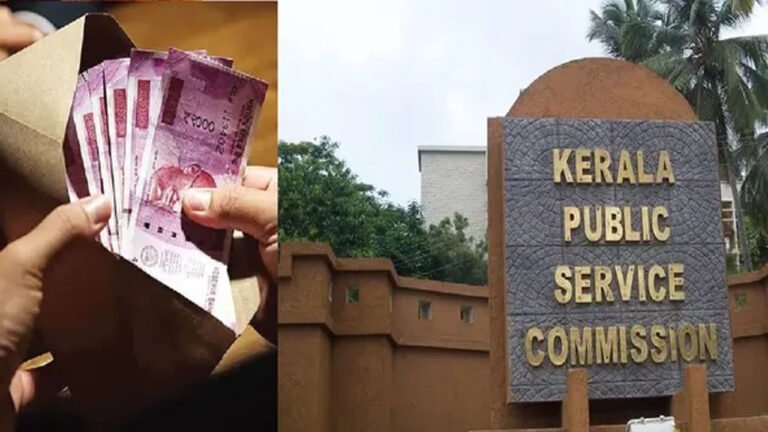 KERALA
PUBLIC
SERVICE
COMMISSION